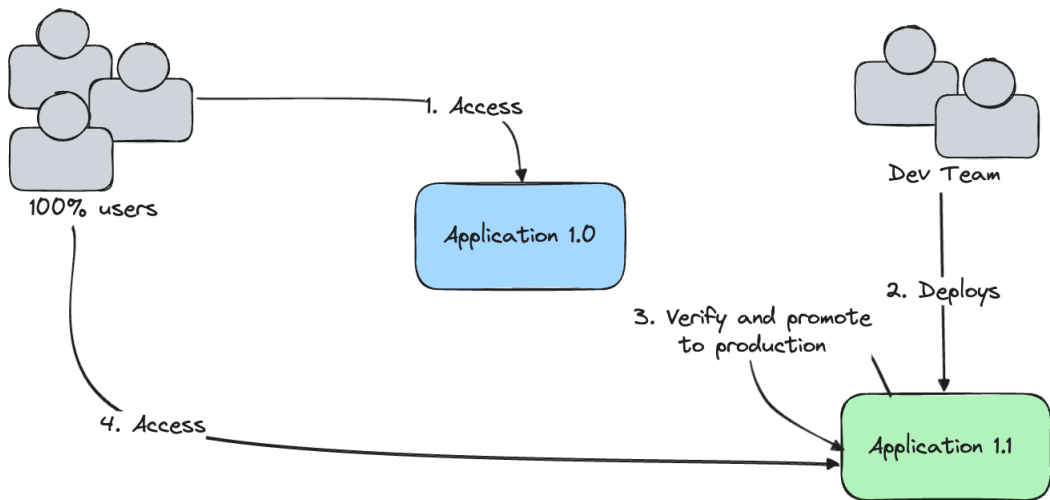 1. Access
Dev Team
100% users
Application 1.0
2. Deploys
3. Verify and promote
to production
4. Access
Application 1.1